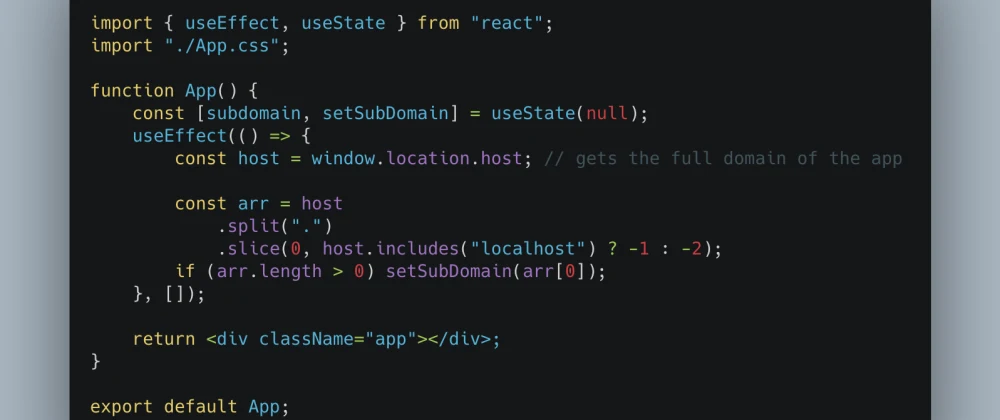 import { useEffect, useState } from "react";
import "./App.css";
function App() {
const [subdomain, setSubDomain] = useState(null);
useEffect(() => {
const host = window.location.host; // gets the full domain of the app
const arr = host
.split(".")
.slice(0, host.includes("localhost") ? -1 : -2);
if (arr.length > 0) setSubDomain(arr[0]);
}, []);
return <div className="app"></div>;
}
export default App;